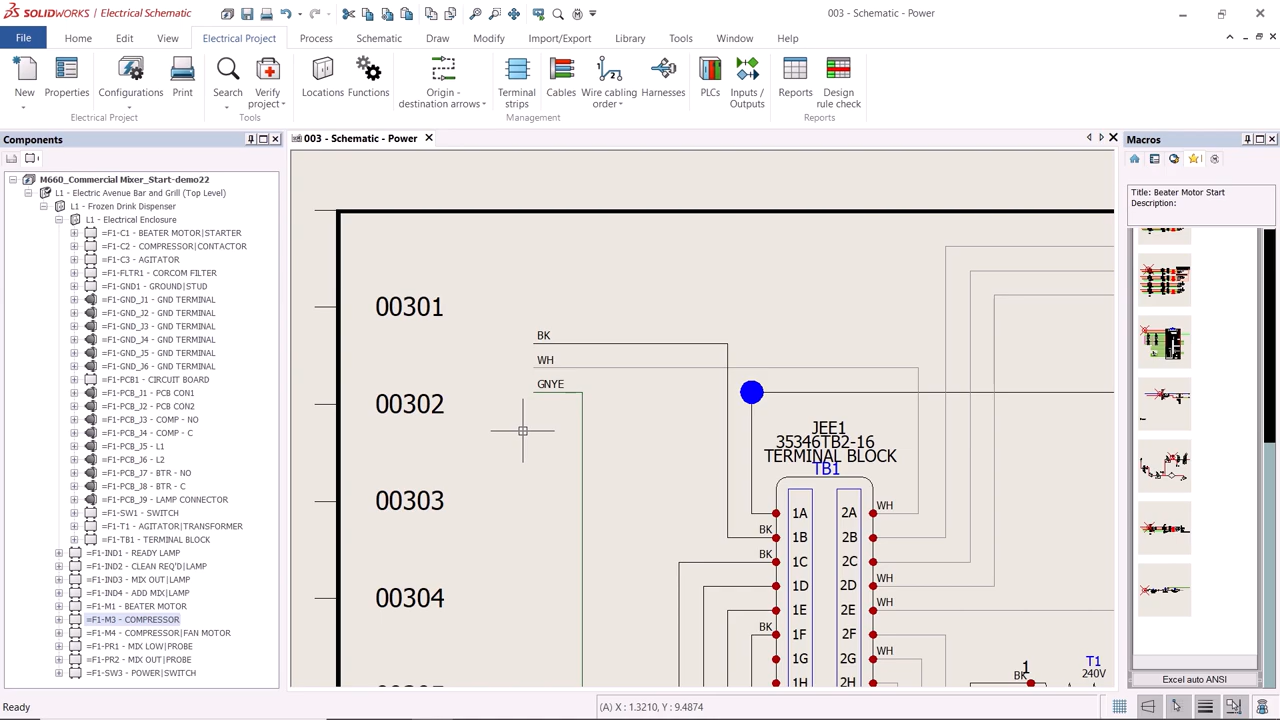 SOLIDWORKS | Electrical Schematic
003 - Schematic - Power
File Home Edit View Electrical Project Process Schematic Draw Modify Import/Export Library Tools Window Help
New Properties Configurations Print Search Verify project Locations Functions Origin - destination arrows Terminal strips Cables Wire cabling order Harnesses PLCs Inputs / Outputs Reports Design rule check
Electrical Project Tools Management Reports
Components
M660_Commercial Mixer_Start-demo22
L1 - Electric Avenue Bar and Grill (Top Level)
L1 - Frozen Drink Dispenser
L1 - Electrical Enclosure
=F1-C1 - BEATER MOTOR|STARTER
=F1-C2 - COMPRESSOR|CONTACTOR
=F1-C3 - AGITATOR
=F1-FLTR1 - CORCOM FILTER
=F1-GND1 - GROUND|STUD
=F1-GND_J1 - GND TERMINAL
=F1-GND_J2 - GND TERMINAL
=F1-GND_J3 - GND TERMINAL
=F1-GND_J4 - GND TERMINAL
=F1-GND_J5 - GND TERMINAL
=F1-GND_J6 - GND TERMINAL
=F1-PCB1 - CIRCUIT BOARD
=F1-PCB_J1 - PCB CON1
=F1-PCB_J2 - PCB CON2
=F1-PCB_J3 - COMP - NO
=F1-PCB_J4 - COMP - C
=F1-PCB_J5 - L1
=F1-PCB_J6 - L2
=F1-PCB_J7 - BTR - NO
=F1-PCB_J8 - BTR - C
=F1-PCB_J9 - LAMP CONNECTOR
=F1-SW1 - SWITCH
=F1-T1 - AGITATOR|TRANSFORMER
=F1-TB1 - TERMINAL BLOCK
=F1-IND1 - READY LAMP
=F1-IND2 - CLEAN REQ'D|LAMP
=F1-IND3 - MIX OUT|LAMP
=F1-IND4 - ADD MIX|LAMP
=F1-M1 - BEATER MOTOR
=F1-M3 - COMPRESSOR
=F1-M4 - COMPRESSOR|FAN MOTOR
=F1-PR1 - MIX LOW|PROBE
=F1-PR2 - MIX OUT|PROBE
=F1-SW3 - POWER|SWITCH
003 - Schematic - Power
00301
BK
WH
GNYE
00302
JEE1
35346TB2-16
TERMINAL BLOCK
TB1
00303
1A 2A WH
BK 1B 2B
BK 1C 2C
1D 2D WH
00304
1E 2E WH
BK 1F 2F
1G 2G WH
1H 2H
1
BK
T1
240V
Macros
Title: Beater Motor Start
Description:
Excel auto ANSI
Ready
(A) X : 1.3210, Y : 9.4874